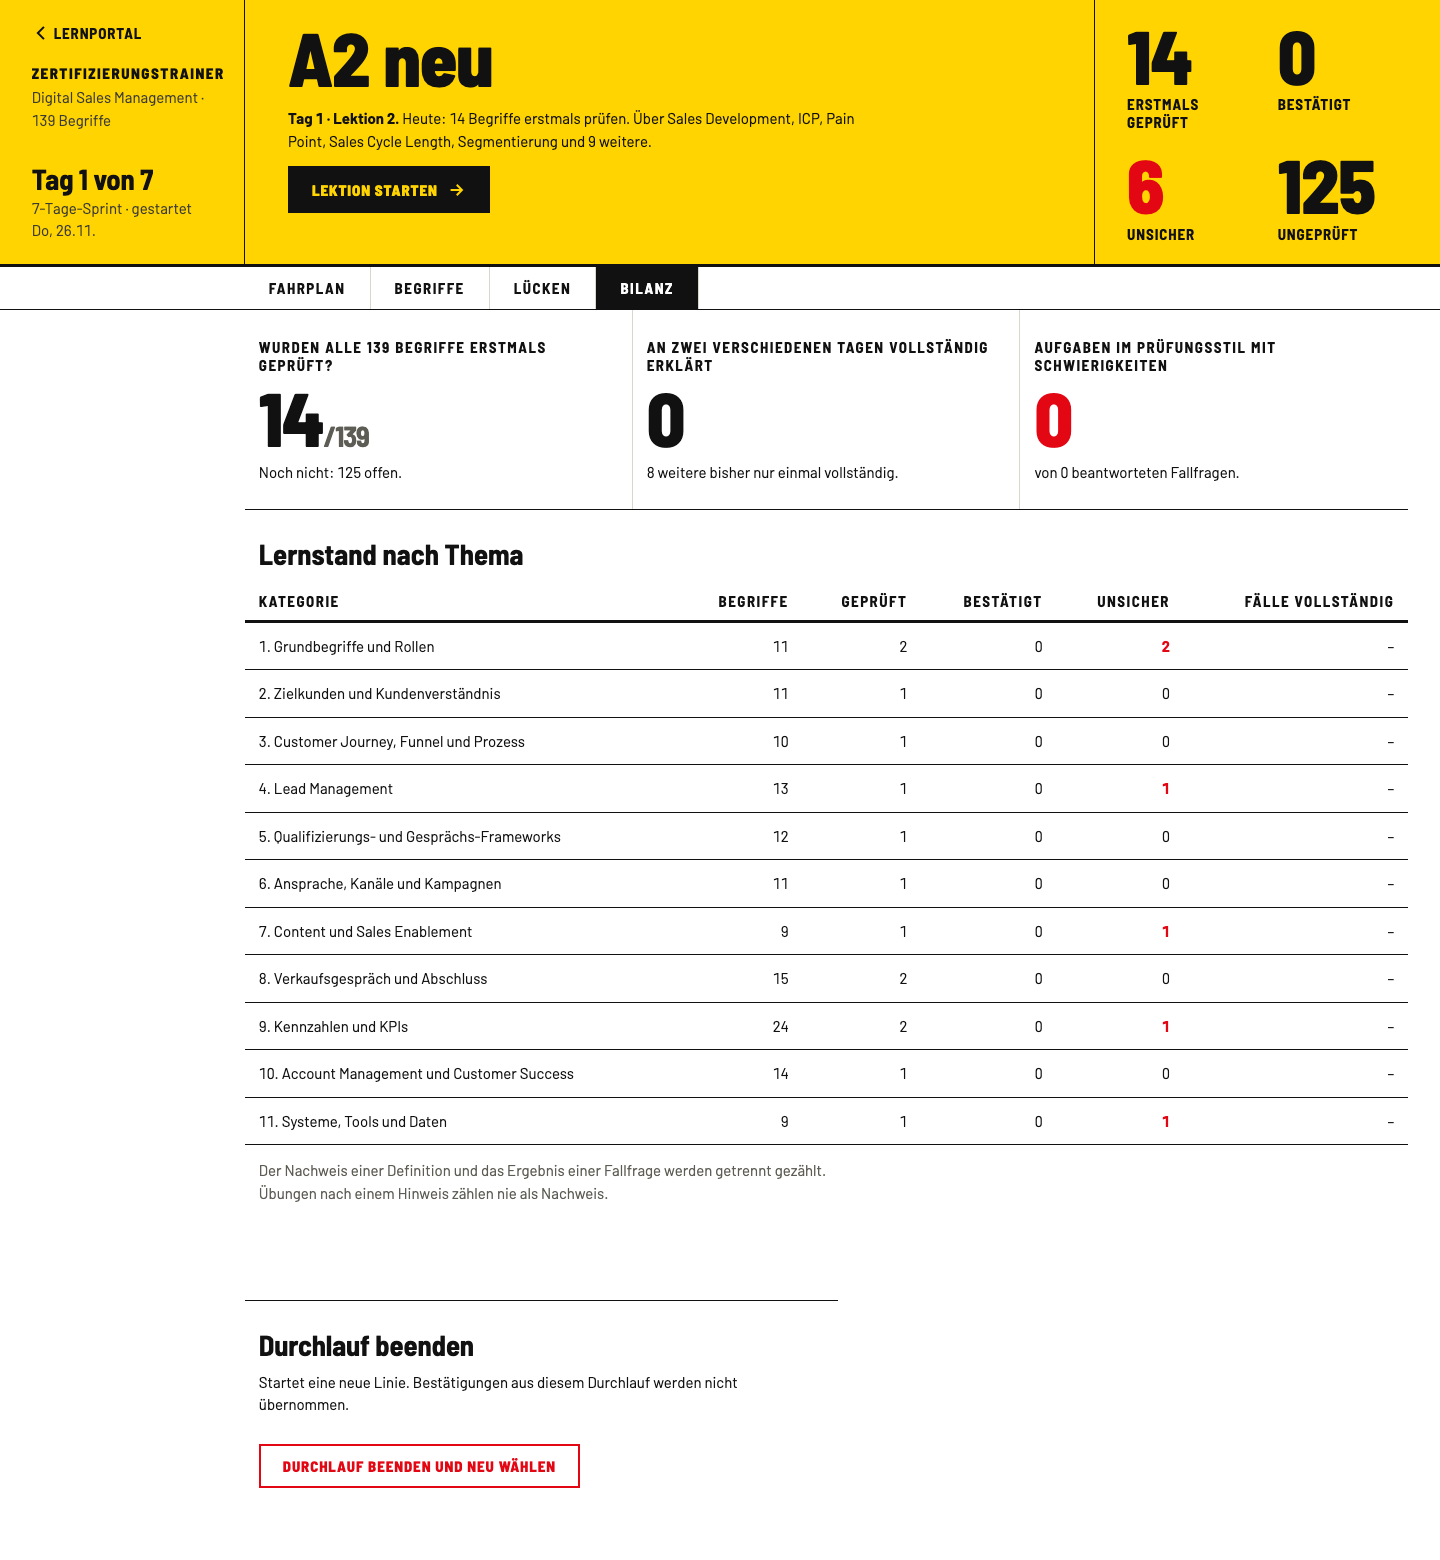 LERNPORTAL
ZERTIFIZIERUNGSTRAINER
Digital Sales Management ·
139 Begriffe
Tag 1 von 7
7-Tage-Sprint · gestartet
Do, 26.11.
A2 neu
Tag 1 · Lektion 2. Heute: 14 Begriffe erstmals prüfen. Über Sales Development, ICP, Pain
Point, Sales Cycle Length, Segmentierung und 9 weitere.
LEKTION STARTEN →
14 0
ERSTMALS GEPRÜFT BESTÄTIGT
6 125
UNSICHER UNGEPRÜFT
FAHRPLAN BEGRIFFE LÜCKEN BILANZ
WURDEN ALLE 139 BEGRIFFE ERSTMALS
GEPRÜFT?
14/139
Noch nicht: 125 offen.
AN ZWEI VERSCHIEDENEN TAGEN VOLLSTÄNDIG
ERKLÄRT
0
8 weitere bisher nur einmal vollständig.
AUFGABEN IM PRÜFUNGSSTIL MIT
SCHWIERIGKEITEN
0
von 0 beantworteten Fallfragen.
Lernstand nach Thema
KATEGORIE BEGRIFFE GEPRÜFT BESTÄTIGT UNSICHER FÄLLE VOLLSTÄNDIG
1. Grundbegriffe und Rollen 11 2 0 2 –
2. Zielkunden und Kundenverständnis 11 1 0 0 –
3. Customer Journey, Funnel und Prozess 10 1 0 0 –
4. Lead Management 13 1 0 1 –
5. Qualifizierungs- und Gesprächs-Frameworks 12 1 0 0 –
6. Ansprache, Kanäle und Kampagnen 11 1 0 0 –
7. Content und Sales Enablement 9 1 0 1 –
8. Verkaufsgespräch und Abschluss 15 2 0 0 –
9. Kennzahlen und KPIs 24 2 0 1 –
10. Account Management und Customer Success 14 1 0 0 –
11. Systeme, Tools und Daten 9 1 0 1 –
Der Nachweis einer Definition und das Ergebnis einer Fallfrage werden getrennt gezählt.
Übungen nach einem Hinweis zählen nie als Nachweis.
Durchlauf beenden
Startet eine neue Linie. Bestätigungen aus diesem Durchlauf werden nicht
übernommen.
DURCHLAUF BEENDEN UND NEU WÄHLEN